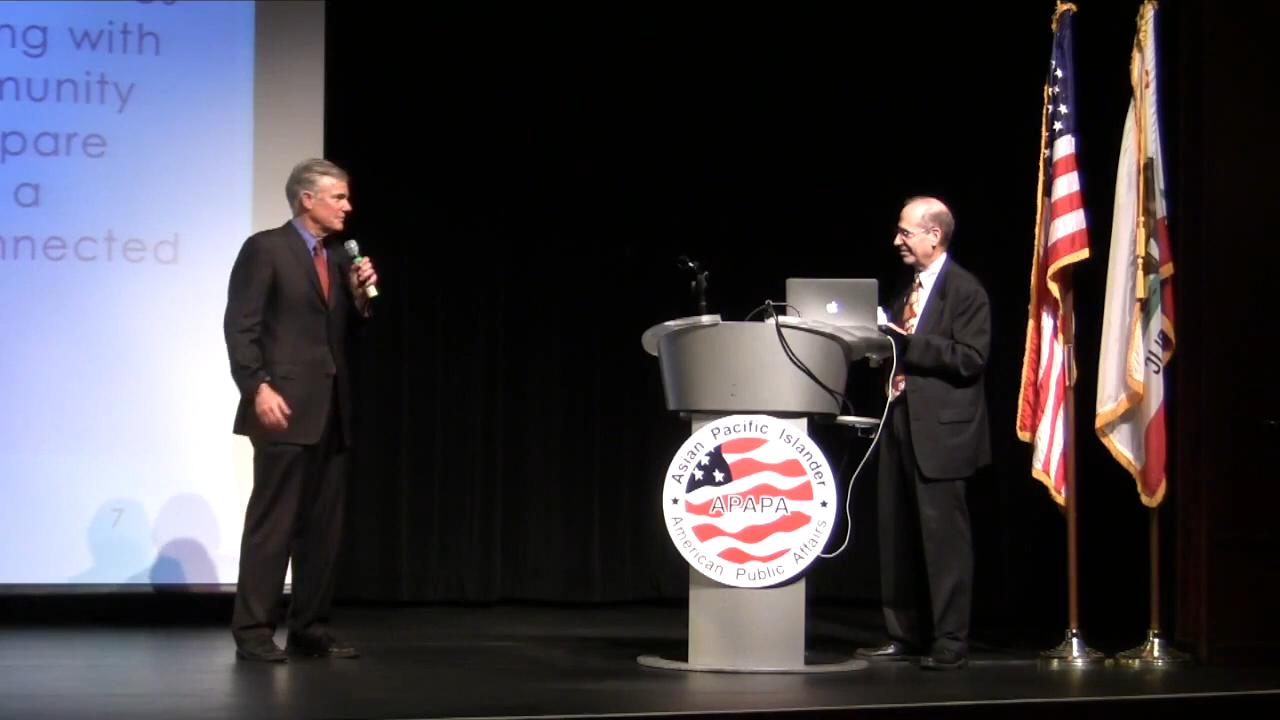 ng with
munity
pare
a
nnected
7
Asian Pacific Islander
APAPA
American Public Affairs